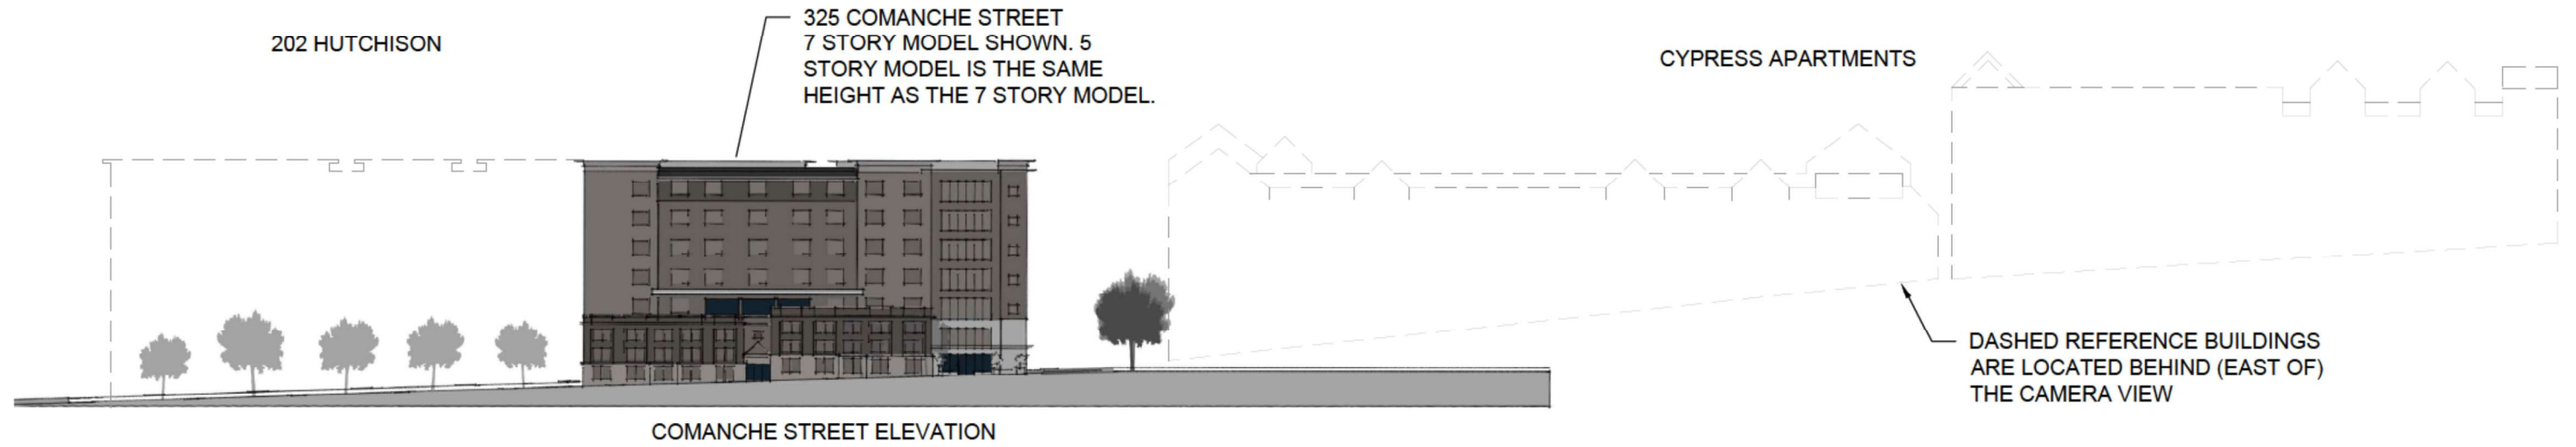 202 HUTCHISON
325 COMANCHE STREET
7 STORY MODEL SHOWN. 5
STORY MODEL IS THE SAME
HEIGHT AS THE 7 STORY MODEL.
CYPRESS APARTMENTS
DASHED REFERENCE BUILDINGS
ARE LOCATED BEHIND (EAST OF)
THE CAMERA VIEW
COMANCHE STREET ELEVATION